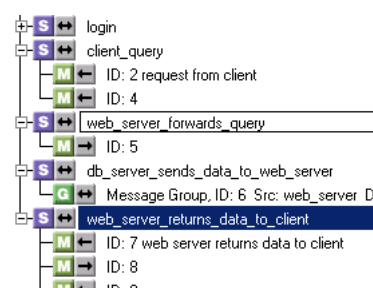 S login
S client_query
M ID: 2 request from client
M ID: 4
S web_server_forwards_query
M ID: 5
S db_server_sends_data_to_web_server
G Message Group, ID: 6 Src: web_server D
S web_server_returns_data_to_client
M ID: 7 web server returns data to client
M ID: 8